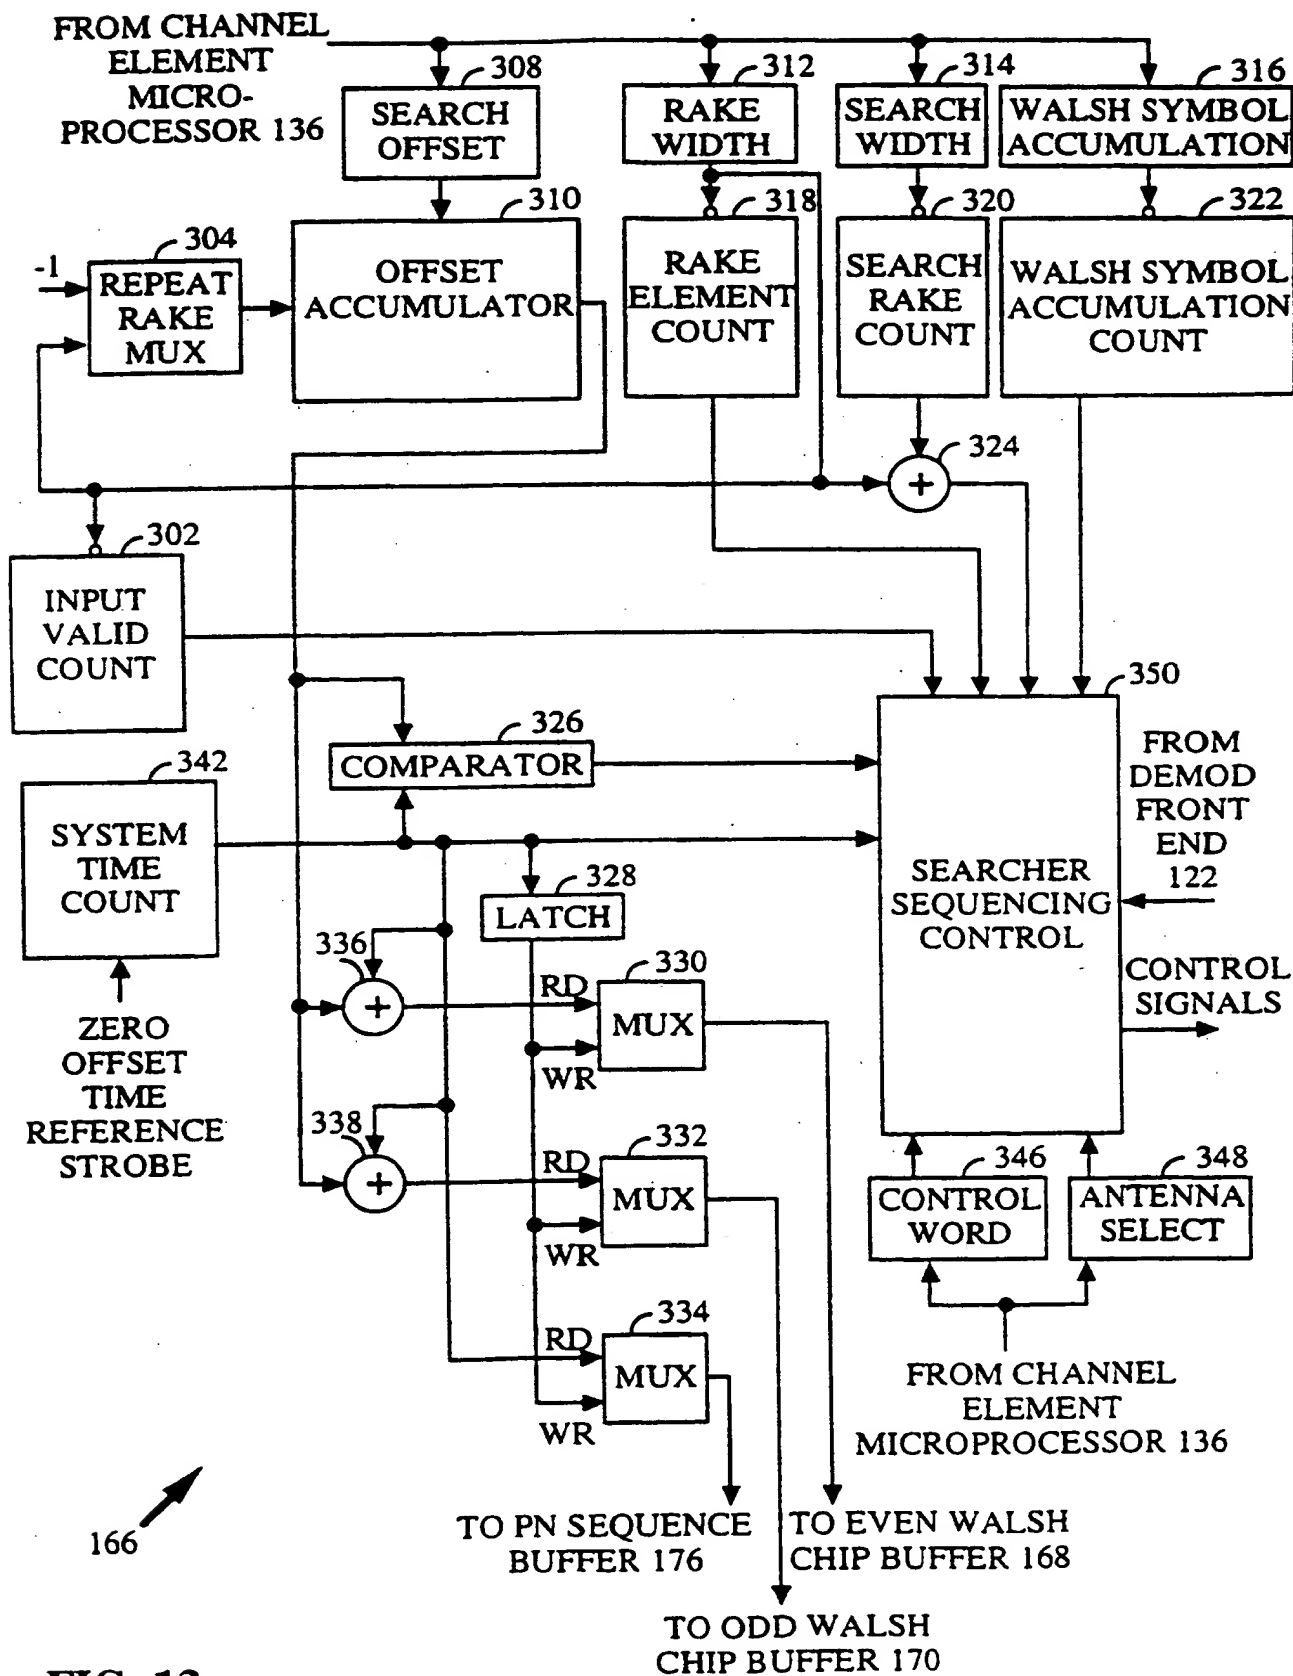 FROM CHANNEL
ELEMENT
MICRO-
PROCESSOR 136
308
SEARCH
OFFSET
312
RAKE
WIDTH
314
SEARCH
WIDTH
316
WALSH SYMBOL
ACCUMULATION
310
OFFSET
ACCUMULATOR
304
-1
REPEAT
RAKE
MUX
318
RAKE
ELEMENT
COUNT
320
SEARCH
RAKE
COUNT
322
WALSH SYMBOL
ACCUMULATION
COUNT
324
+
302
INPUT
VALID
COUNT
326
COMPARATOR
350
SEARCHER
SEQUENCING
CONTROL
FROM
DEMOD
FRONT
END
122
CONTROL
SIGNALS
342
SYSTEM
TIME
COUNT
ZERO
OFFSET
TIME
REFERENCE
STROBE
328
LATCH
336
+
RD
330
MUX
WR
338
+
RD
332
MUX
WR
RD
334
MUX
WR
346
CONTROL
WORD
348
ANTENNA
SELECT
FROM CHANNEL
ELEMENT
MICROPROCESSOR 136
166
TO PN SEQUENCE
BUFFER 176
TO EVEN WALSH
CHIP BUFFER 168
TO ODD WALSH
CHIP BUFFER 170